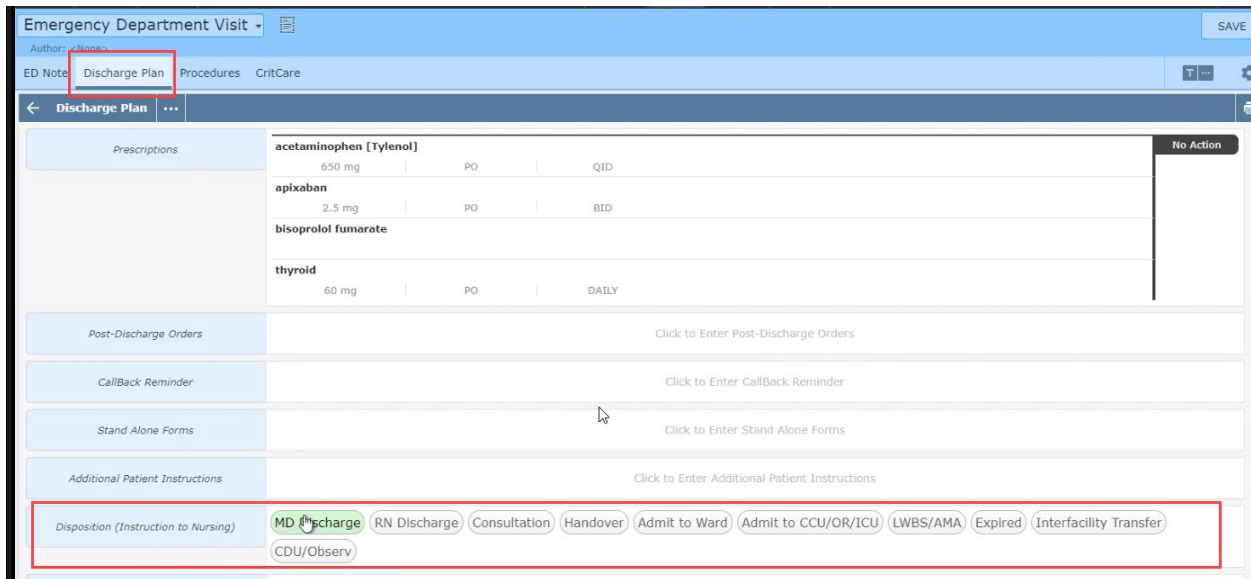 Emergency Department Visit
SAVE
Author: <None>
ED Note Discharge Plan Procedures CritCare
T ...
Discharge Plan ...
Prescriptions
acetaminophen [Tylenol]
No Action
650 mg PO QID
apixaban
2.5 mg PO BID
bisoprolol fumarate
thyroid
60 mg PO DAILY
Post-Discharge Orders Click to Enter Post-Discharge Orders
CallBack Reminder Click to Enter CallBack Reminder
Stand Alone Forms Click to Enter Stand Alone Forms
Additional Patient Instructions Click to Enter Additional Patient Instructions
Disposition (Instruction to Nursing) MD Discharge RN Discharge Consultation Handover Admit to Ward Admit to CCU/OR/ICU LWBS/AMA Expired Interfacility Transfer
CDU/Observ